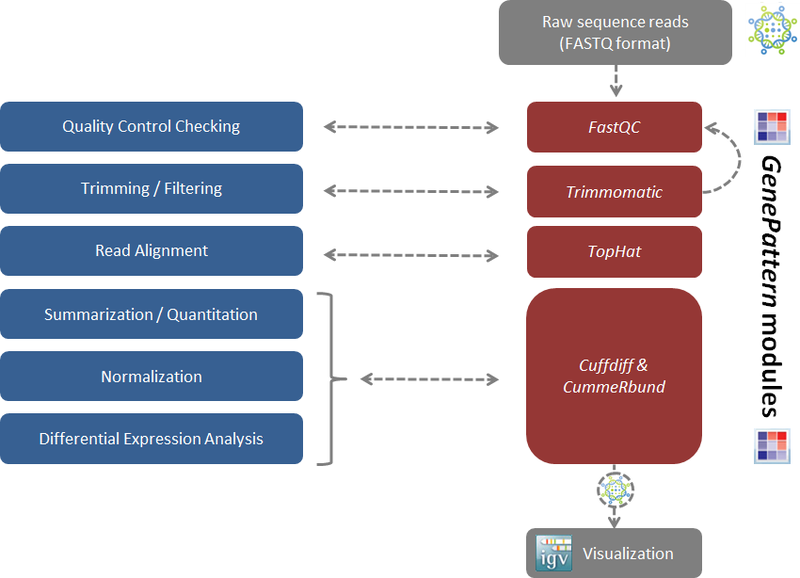 Raw sequence reads
(FASTQ format)
Quality Control Checking
FastQC
Trimming / Filtering
Trimmomatic
Read Alignment
TopHat
Summarization / Quantitation
Normalization
Differential Expression Analysis
Cuffdiff &
CummeRbund
GenePattern modules
igv
Visualization